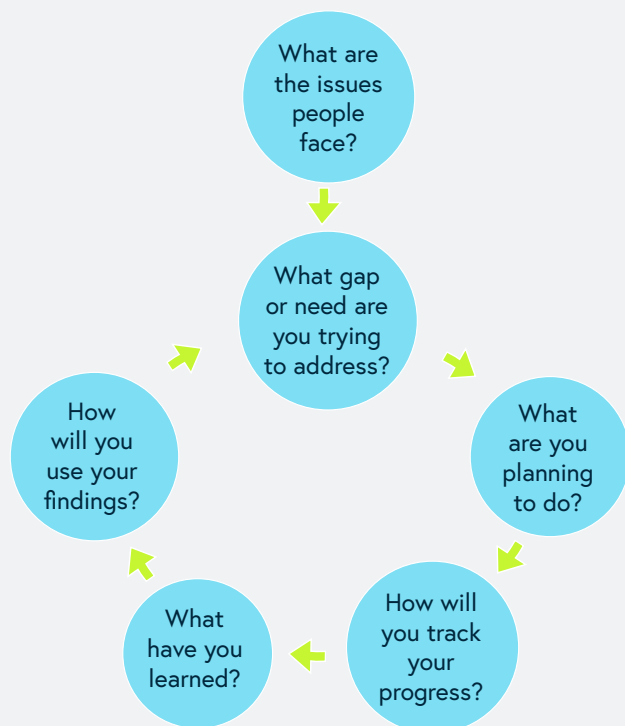 What are
the issues
people
face?
What gap
or need are
you trying
to address?
What
are you
planning
to do?
How will
you track
your
progress?
What
have you
learned?
How
will you
use your
findings?